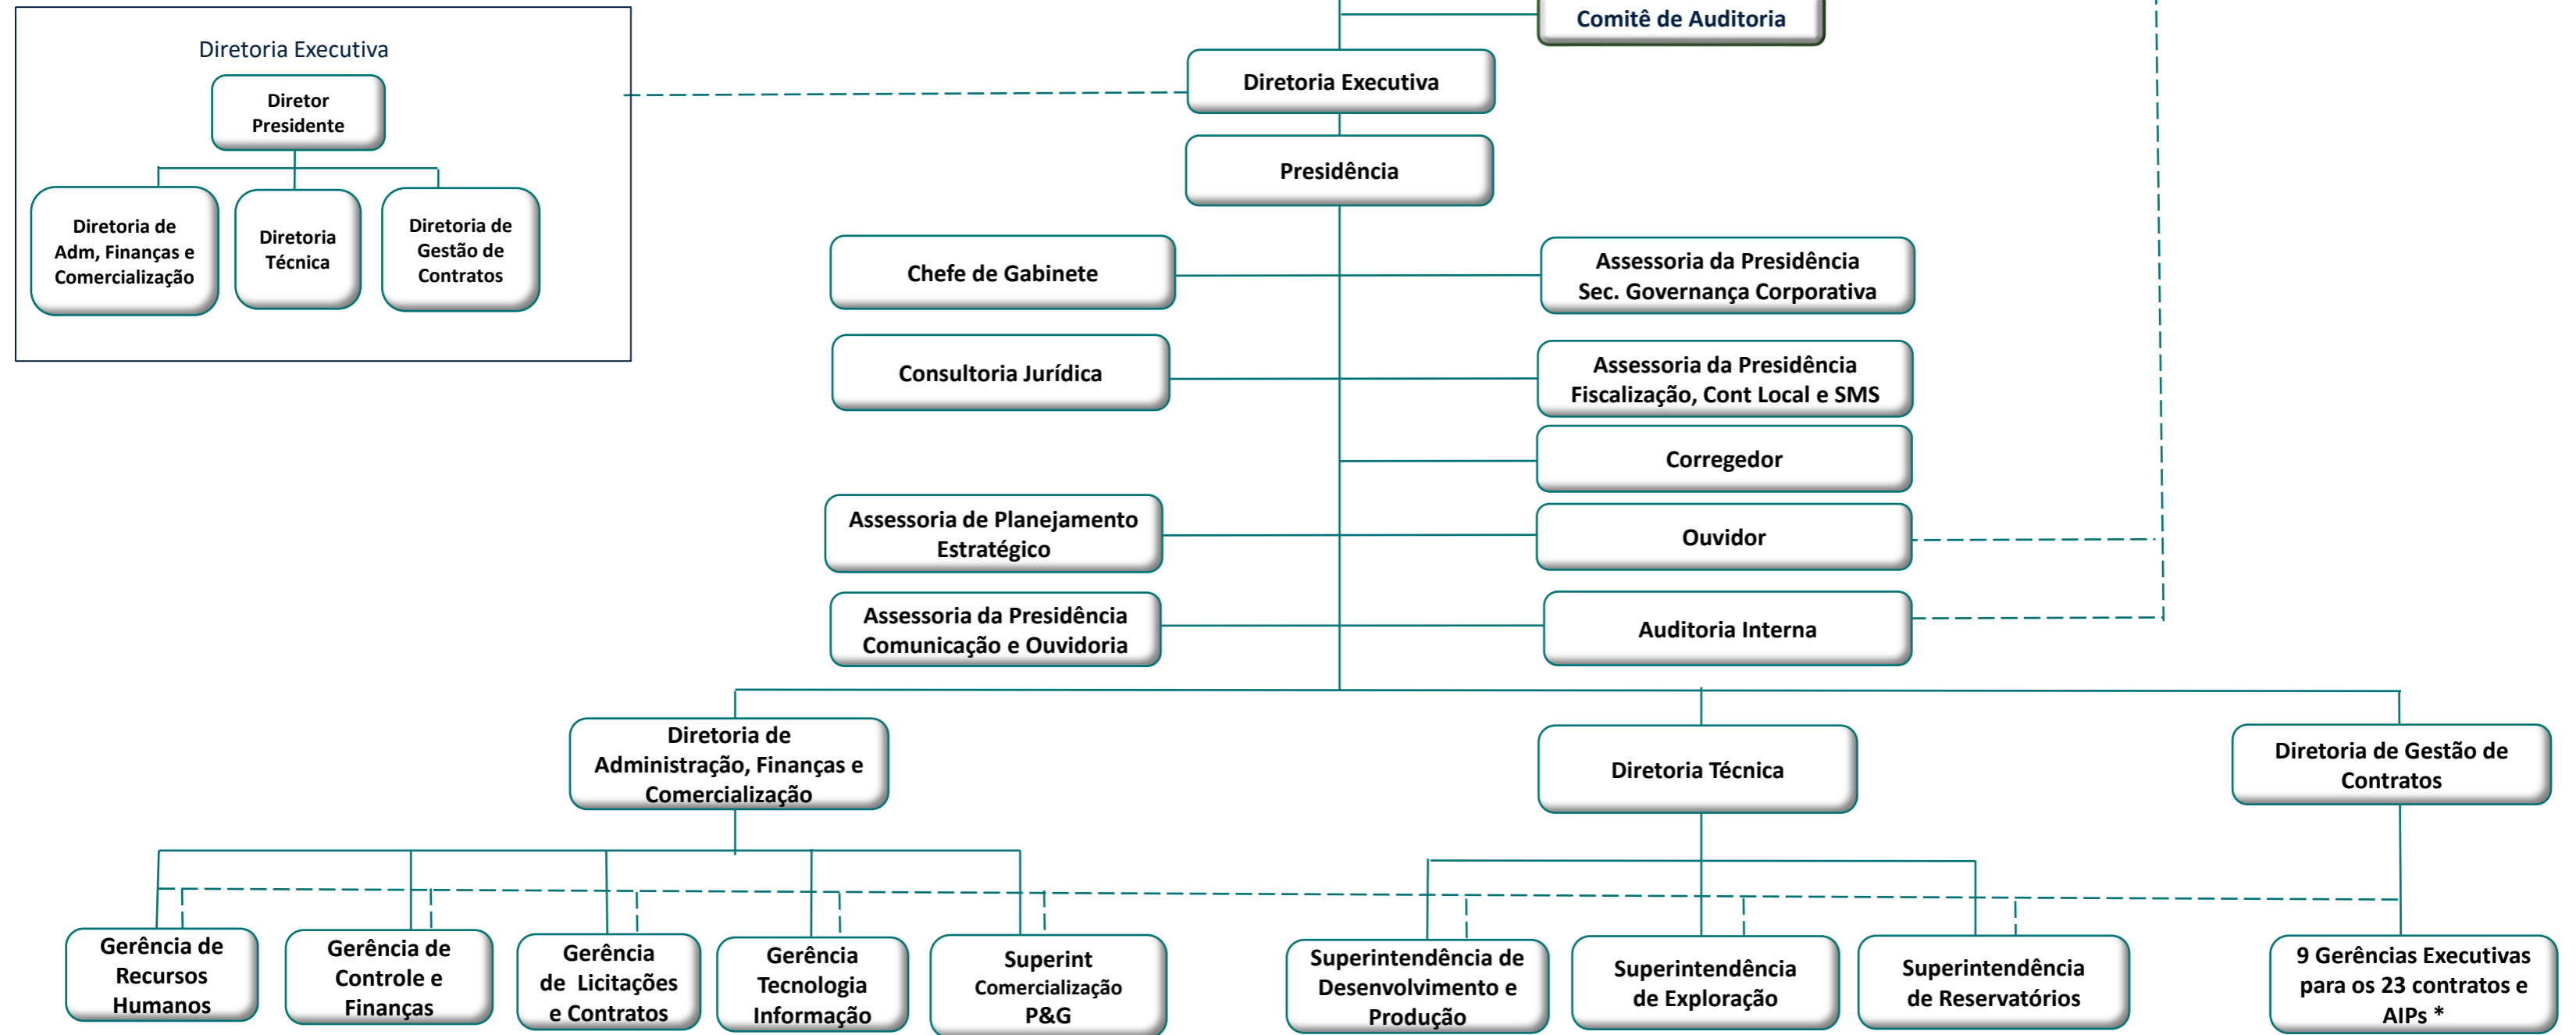 Comitê de Auditoria
Diretoria Executiva
Diretor
Presidente
Diretoria de
Adm, Finanças e
Comercialização
Diretoria
Técnica
Diretoria de
Gestão de
Contratos
Diretoria Executiva
Presidência
Chefe de Gabinete
Assessoria da Presidência
Sec. Governança Corporativa
Consultoria Jurídica
Assessoria da Presidência
Fiscalização, Cont Local e SMS
Corregedor
Assessoria de Planejamento
Estratégico
Ouvidor
Assessoria da Presidência
Comunicação e Ouvidoria
Auditoria Interna
Diretoria de
Administração, Finanças e
Comercialização
Diretoria Técnica
Diretoria de Gestão de
Contratos
Gerência de
Recursos
Humanos
Gerência de
Controle e
Finanças
Gerência
de Licitações
e Contratos
Gerência
Tecnologia
Informação
Superint
Comercialização
P&G
Superintendência de
Desenvolvimento e
Produção
Superintendência
de Exploração
Superintendência
de Reservatórios
9 Gerências Executivas
para os 23 contratos e
AIPs *